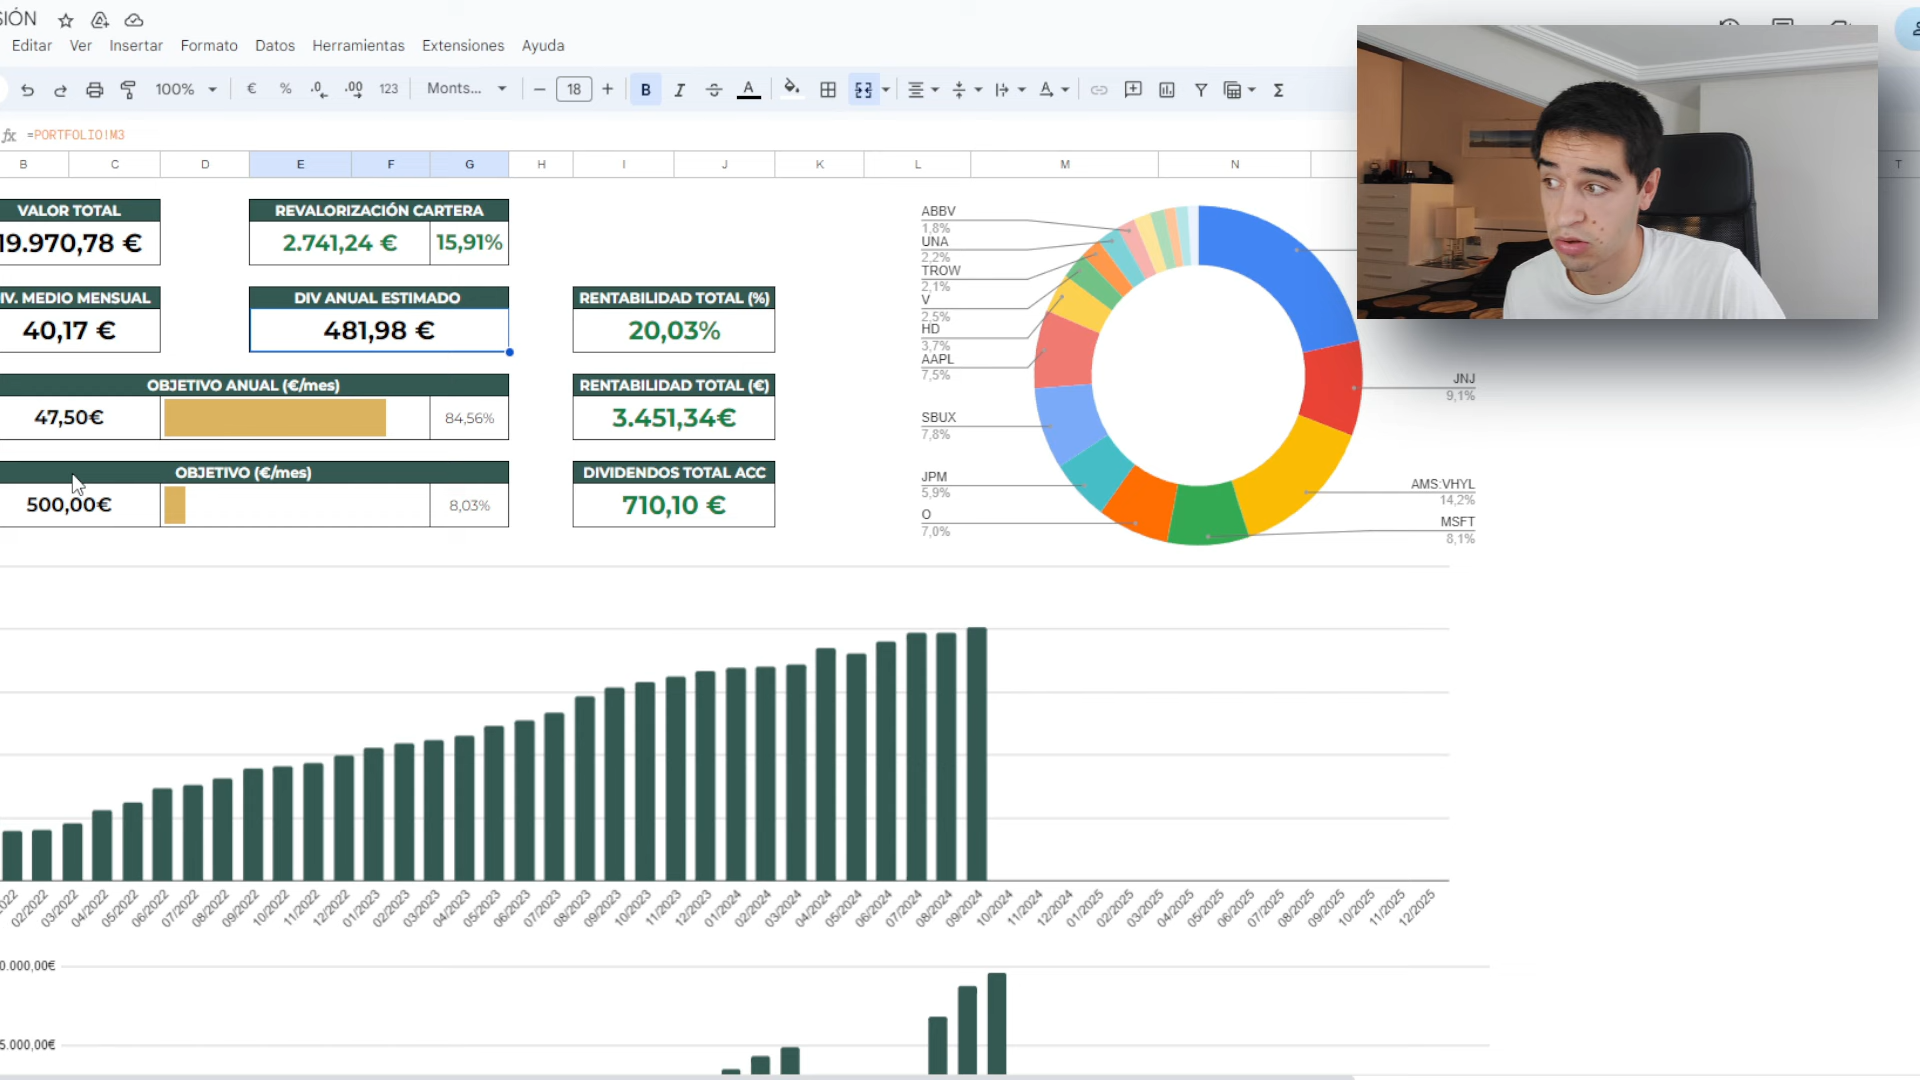 SIÓN
Editar Ver Insertar Formato Datos Herramientas Extensiones Ayuda
100% € % .0 .00 123 Monts... − 18 + B I S A Σ
fx =PORTFOLIO!M3
B C D E F G H I J K L M N T
VALOR TOTAL
19.970,78 €
REVALORIZACIÓN CARTERA
2.741,24 € 15,91%
IV. MEDIO MENSUAL
40,17 €
DIV ANUAL ESTIMADO
481,98 €
RENTABILIDAD TOTAL (%)
20,03%
OBJETIVO ANUAL (€/mes)
47,50€ 84,56%
RENTABILIDAD TOTAL (€)
3.451,34€
OBJETIVO (€/mes)
500,00€ 8,03%
DIVIDENDOS TOTAL ACC
710,10 €
ABBV
1,8%
UNA
2,2%
TROW
2,1%
V
2,5%
HD
3,7%
AAPL
7,5%
SBUX
7,8%
JPM
5,9%
O
7,0%
JNJ
9,1%
AMS:VHYL
14,2%
MSFT
8,1%
2022 02/2022 03/2022 04/2022 05/2022 06/2022 07/2022 08/2022 09/2022 10/2022 11/2022 12/2022 01/2023 02/2023 03/2023 04/2023 05/2023 06/2023 07/2023 08/2023 09/2023 10/2023 11/2023 12/2023 01/2024 02/2024 03/2024 04/2024 05/2024 06/2024 07/2024 08/2024 09/2024 10/2024 11/2024 12/2024 01/2025 02/2025 03/2025 04/2025 05/2025 06/2025 07/2025 08/2025 09/2025 10/2025 11/2025 12/2025
0.000,00€
5.000,00€